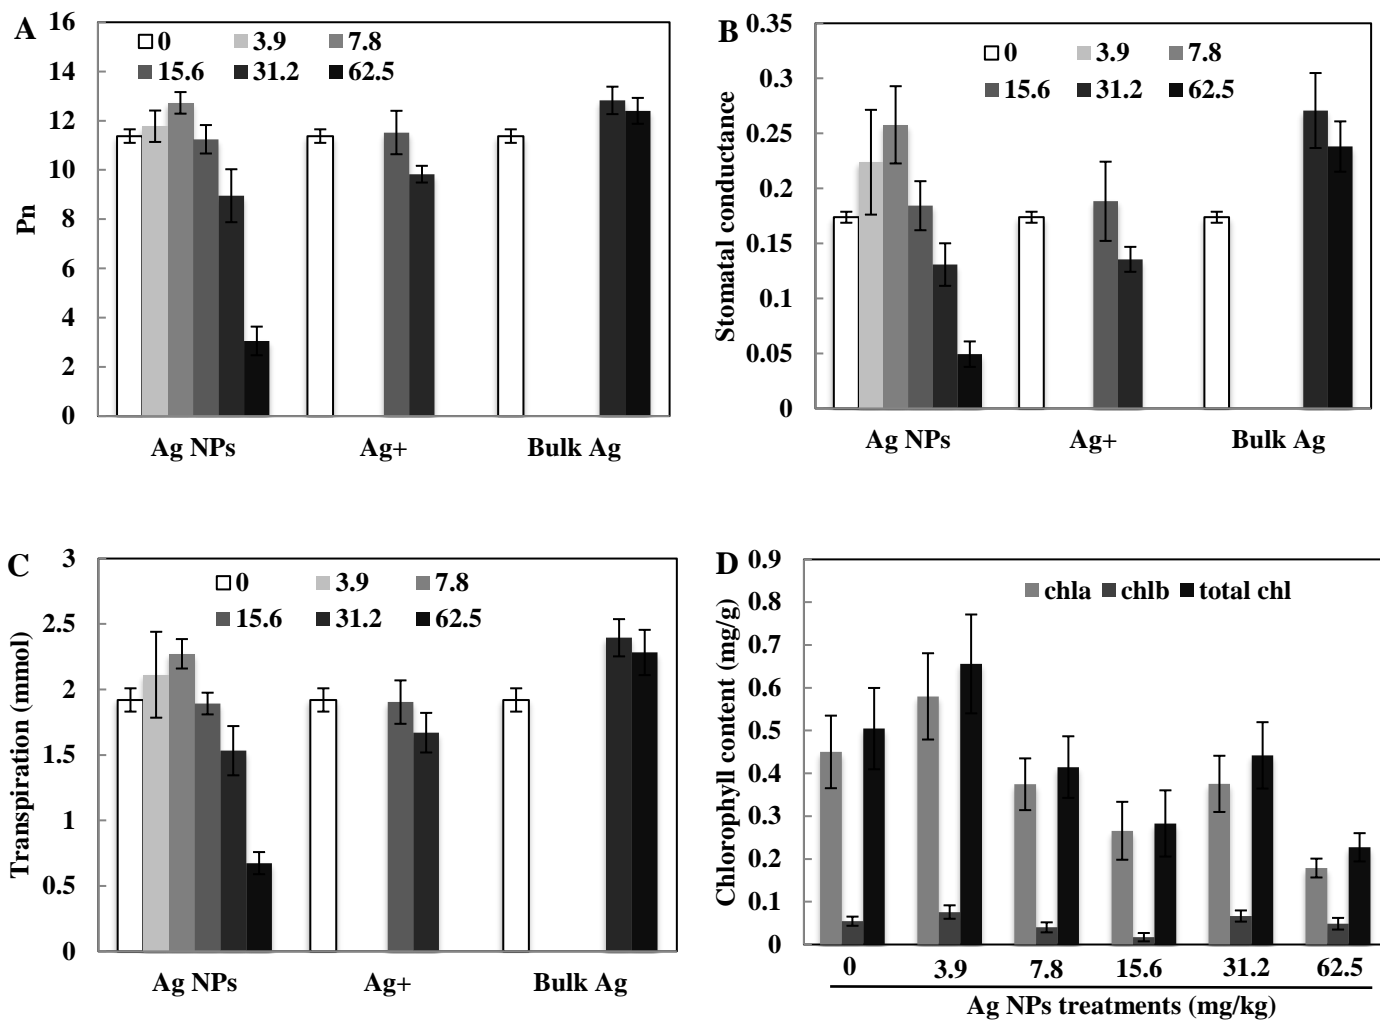 A
16
14
12
10
8
6
4
2
0
Pn
0 3.9 7.8
15.6 31.2 62.5
Ag NPs Ag+ Bulk Ag
B
0.35
0.3
0.25
0.2
0.15
0.1
0.05
0
Stomatal conductance
0 3.9 7.8
15.6 31.2 62.5
Ag NPs Ag+ Bulk Ag
C
3
2.5
2
1.5
1
0.5
0
Transpiration (mmol)
0 3.9 7.8
15.6 31.2 62.5
Ag NPs Ag+ Bulk Ag
D
0.9
0.8
0.7
0.6
0.5
0.4
0.3
0.2
0.1
0
Chlorophyll content (mg/g)
chla chlb total chl
0 3.9 7.8 15.6 31.2 62.5
Ag NPs treatments (mg/kg)